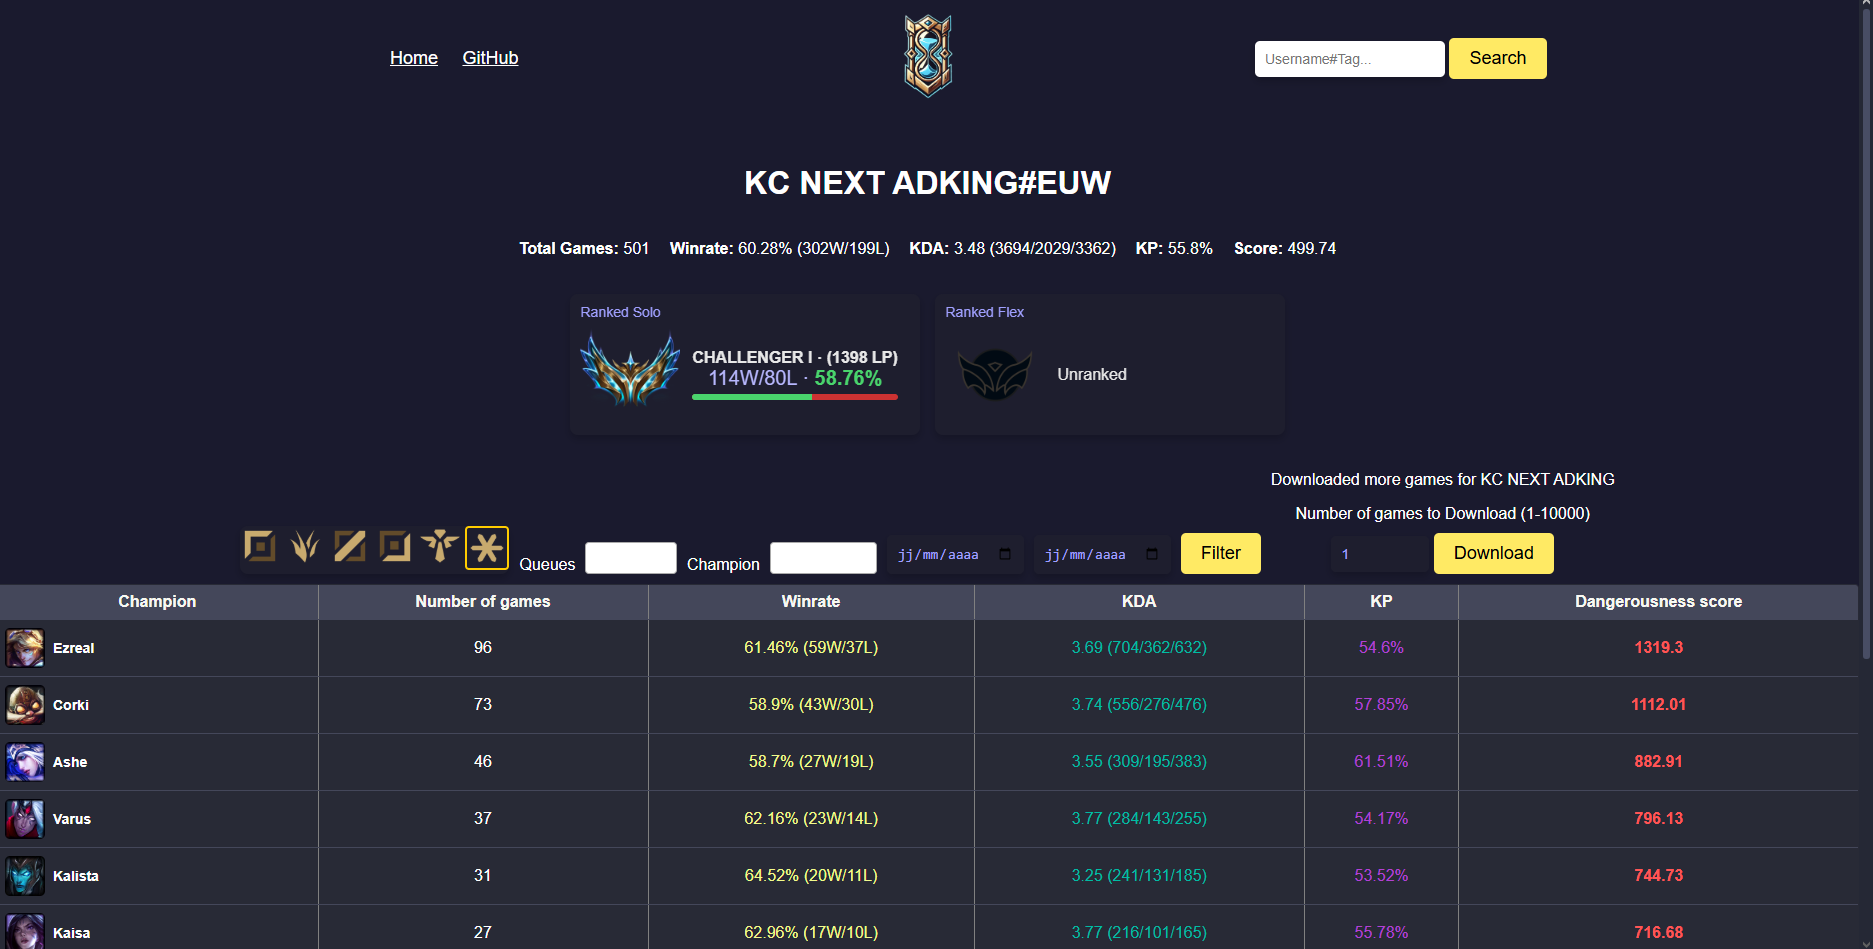 Home GitHub Username#Tag... Search
KC NEXT ADKING#EUW
Total Games: 501 Winrate: 60.28% (302W/199L) KDA: 3.48 (3694/2029/3362) KP: 55.8% Score: 499.74
Ranked Solo
CHALLENGER I · (1398 LP)
114W/80L · 58.76%
Ranked Flex
Unranked
Downloaded more games for KC NEXT ADKING
Number of games to Download (1-10000)
Queues Champion jj/mm/aaaa jj/mm/aaaa Filter 1 Download
Champion Number of games Winrate KDA KP Dangerousness score
Ezreal 96 61.46% (59W/37L) 3.69 (704/362/632) 54.6% 1319.3
Corki 73 58.9% (43W/30L) 3.74 (556/276/476) 57.85% 1112.01
Ashe 46 58.7% (27W/19L) 3.55 (309/195/383) 61.51% 882.91
Varus 37 62.16% (23W/14L) 3.77 (284/143/255) 54.17% 796.13
Kalista 31 64.52% (20W/11L) 3.25 (241/131/185) 53.52% 744.73
Kaisa 27 62.96% (17W/10L) 3.77 (216/101/165) 55.78% 716.68